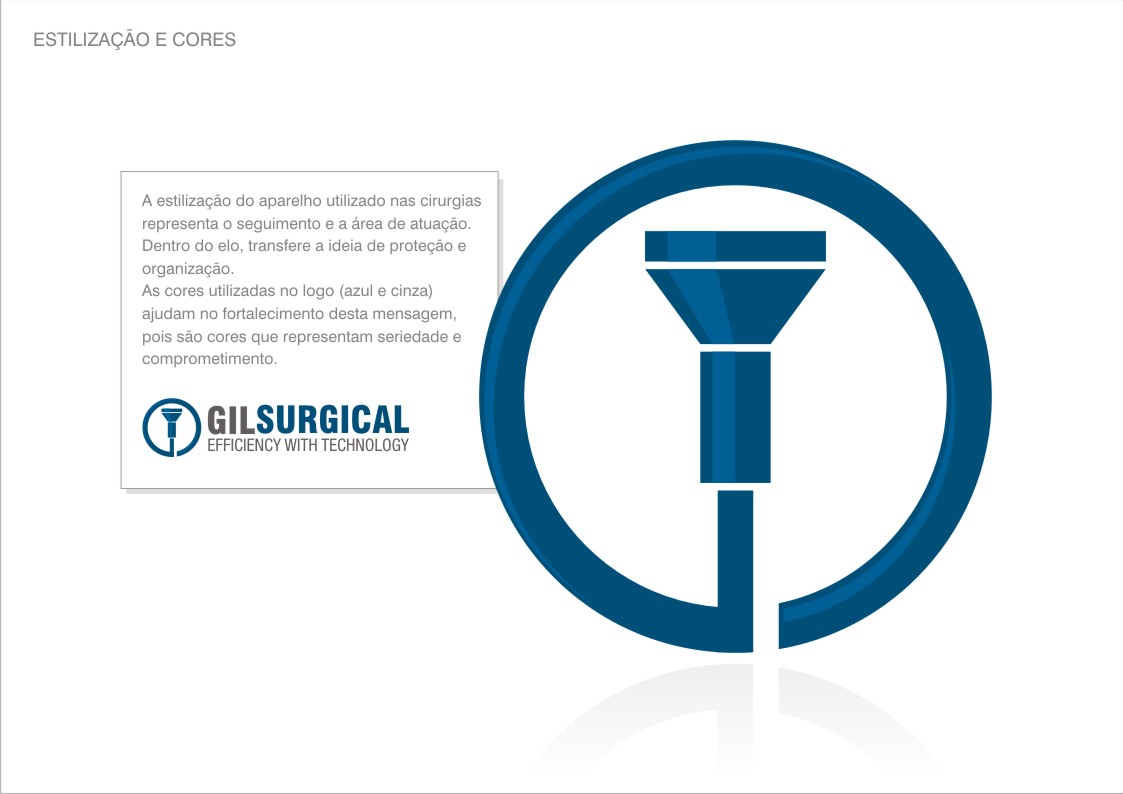 ESTILIZAÇÃO E CORES
A estilização do aparelho utilizado nas cirurgias
representa o seguimento e a área de atuação.
Dentro do elo, transfere a ideia de proteção e
organização.
As cores utilizadas no logo (azul e cinza)
ajudam no fortalecimento desta mensagem,
pois são cores que representam seriedade e
comprometimento.
GILSURGICAL
EFFICIENCY WITH TECHNOLOGY